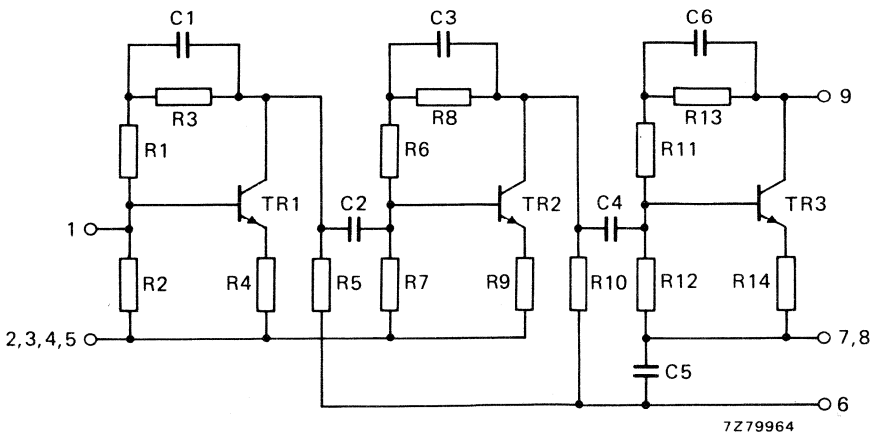 C1
C3
C6
R3
R8
R13
9
R1
R6
R11
TR1
C2
TR2
C4
TR3
1
R2
R4
R5
R7
R9
R10
R12
R14
2,3,4,5
7,8
C5
6
7Z79964